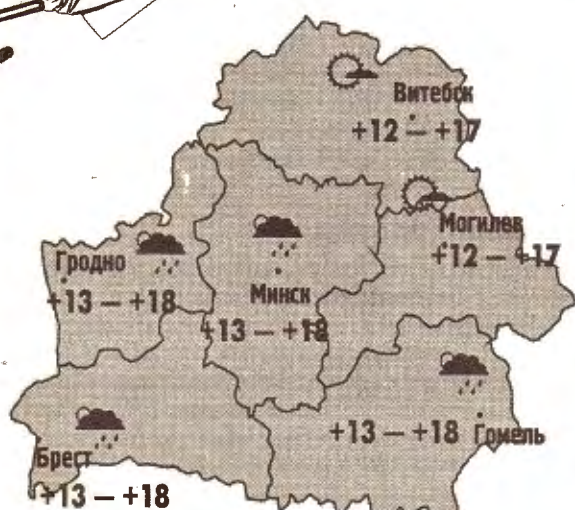 Витебск
+12 — +17
Могилев
+12 — +17
Гродно
+13 — +18
Минск
+13 — +18
+13 — +18 Гомель
Брест
+13 — +18